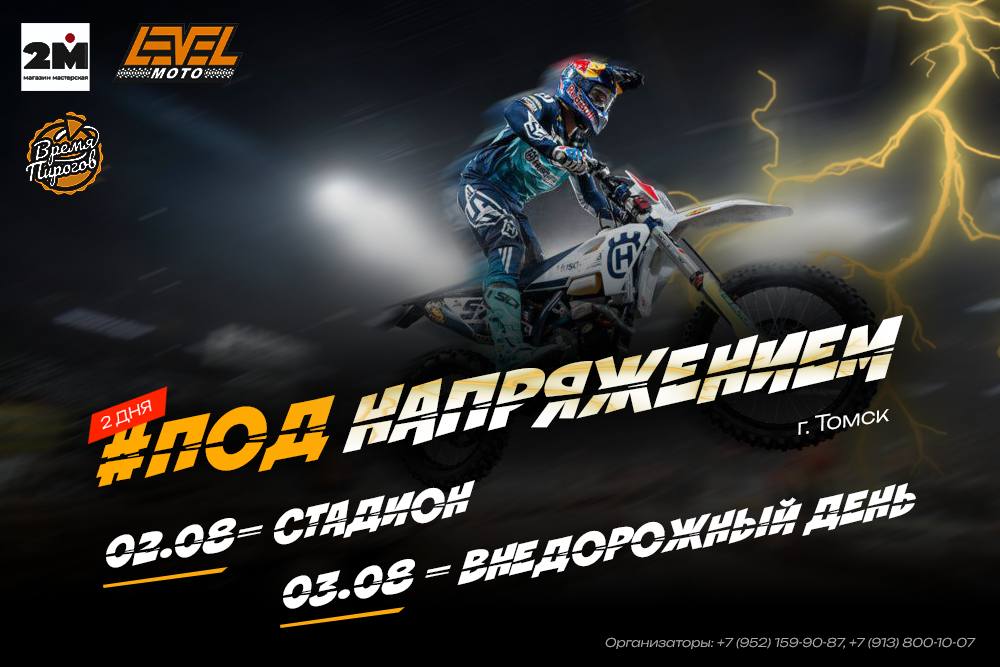 2М
магазин мастерская
LEVEL
MOTO
Время
Пирогов
2 ДНЯ
#ПОД НАПРЯЖЕНИЕМ
г. Томск
02.08= СТАДИОН
03.08 = ВНЕДОРОЖНЫЙ ДЕНЬ
Организаторы: +7 (952) 159-90-87, +7 (913) 800-10-07